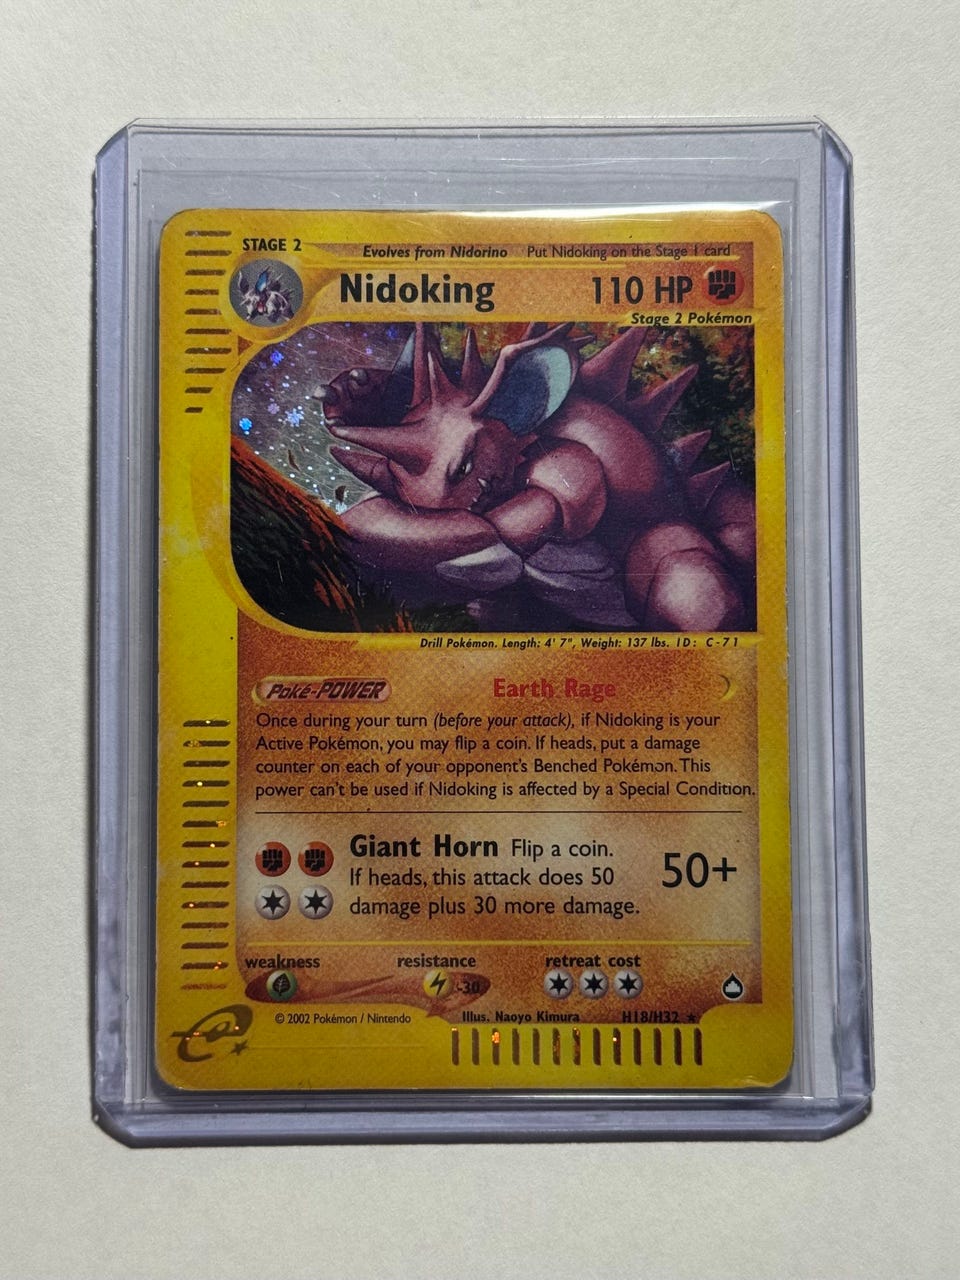 STAGE 2
Evolves from Nidorino Put Nidoking on the Stage 1 card
Nidoking 110 HP
Stage 2 Pokémon
Drill Pokémon. Length: 4' 7", Weight: 137 lbs. ID: C-71
Poké-POWER Earth Rage
Once during your turn (before your attack), if Nidoking is your
Active Pokémon, you may flip a coin. If heads, put a damage
counter on each of your opponent's Benched Pokémon. This
power can't be used if Nidoking is affected by a Special Condition.
Giant Horn Flip a coin.
If heads, this attack does 50
damage plus 30 more damage.
50+
weakness resistance retreat cost
-30
© 2002 Pokémon / Nintendo Illus. Naoyo Kimura H18/H32 ★
e